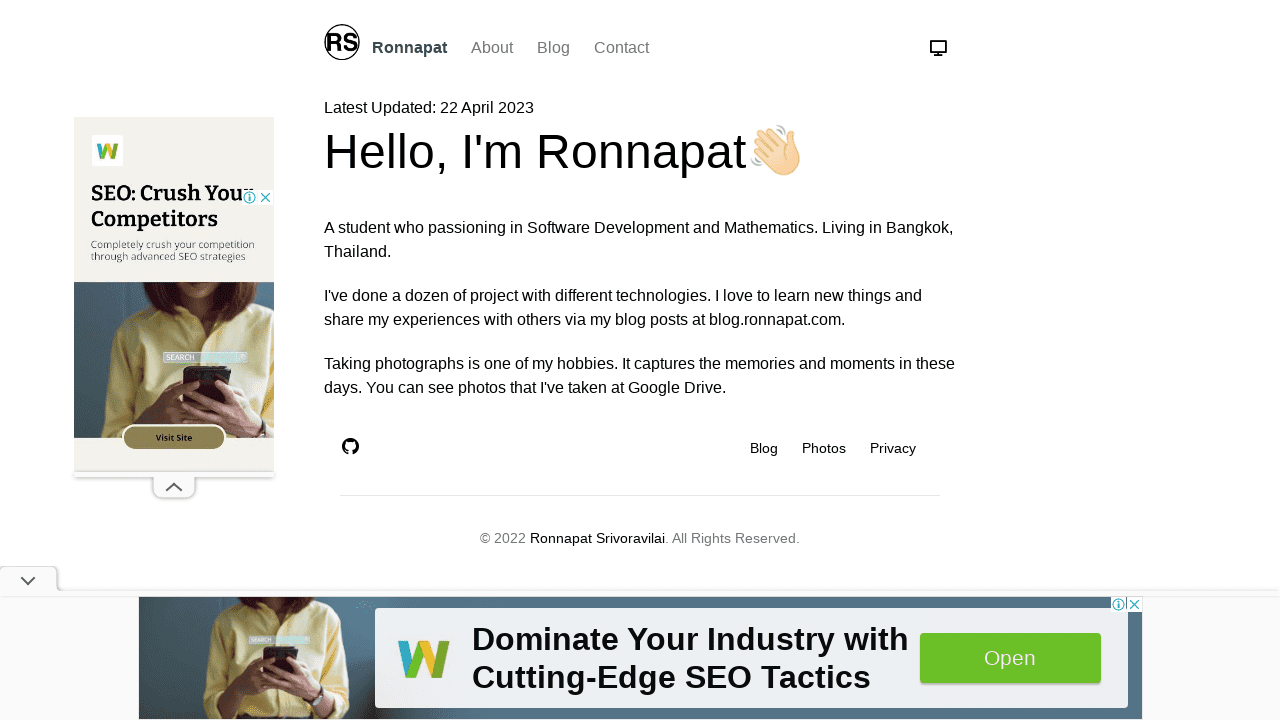 RS
Ronnapat About Blog Contact
Latest Updated: 22 April 2023
Hello, I'm Ronnapat👋🏻
A student who passioning in Software Development and Mathematics. Living in Bangkok,
Thailand.
I've done a dozen of project with different technologies. I love to learn new things and
share my experiences with others via my blog posts at blog.ronnapat.com.
Taking photographs is one of my hobbies. It captures the memories and moments in these
days. You can see photos that I've taken at Google Drive.
Blog Photos Privacy
© 2022 Ronnapat Srivoravilai. All Rights Reserved.
W
SEO: Crush Your
Competitors
Completely crush your competition
through advanced SEO strategies
SEARCH
Visit Site
SEARCH
W
Dominate Your Industry with
Cutting-Edge SEO Tactics
Open